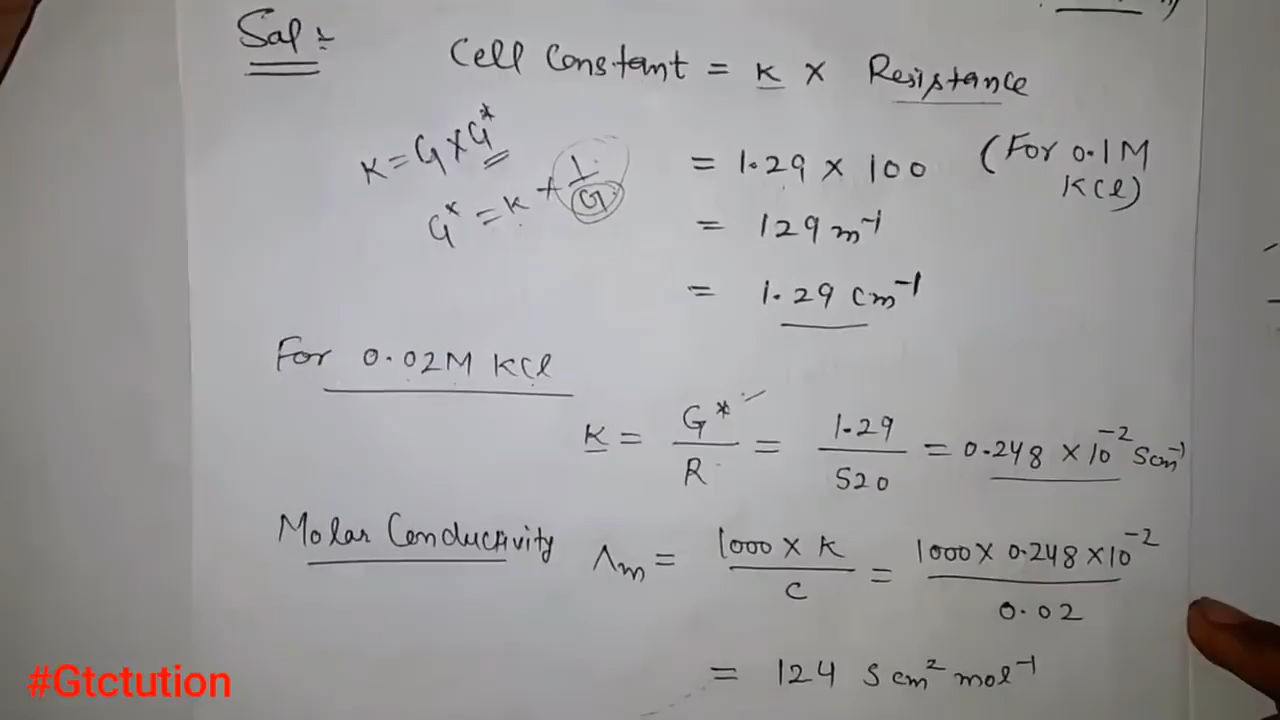 Sol :
Cell Constant = K × Resistance
K = G × G*
G* = K × 1/G
= 1.29 × 100 (For 0.1M KCl)
= 129 m⁻¹
= 1.29 cm⁻¹
For 0.02M KCl
K = G*/R = 1.29/520 = 0.248 × 10⁻² S cm⁻¹
Molar Conductivity Λm = 1000 × K/C = 1000 × 0.248 × 10⁻²/0.02
= 124 S cm² mol⁻¹
#Gtctution